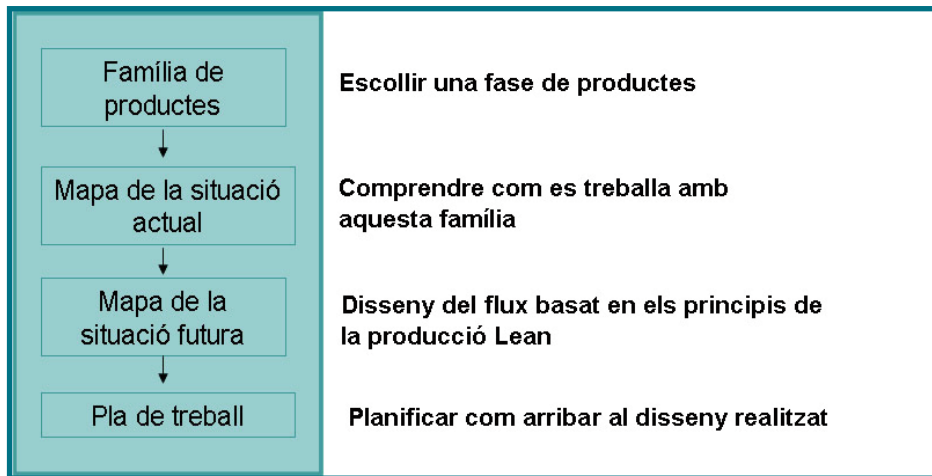 Família de
productes
Escollir una fase de productes
Mapa de la situació
actual
Comprendre com es treballa amb
aquesta família
Mapa de la
situació futura
Disseny del flux basat en els principis de
la producció Lean
Pla de treball
Planificar com arribar al disseny realitzat